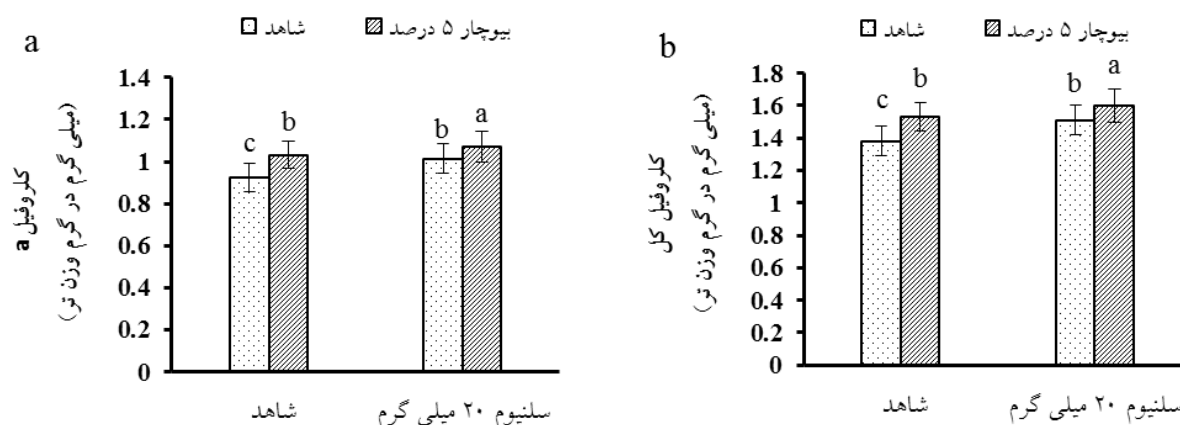 a
شاهد
بیوچار ۵ درصد
کلروفیل a
(میلی گرم در گرم وزن تر)
1.4
1.2
1
0.8
0.6
0.4
0.2
0
c
b
b
a
شاهد
سلنیوم ۲۰ میلی گرم
b
شاهد
بیوچار ۵ درصد
کلروفیل کل
(میلی گرم در گرم وزن تر)
1.8
1.6
1.4
1.2
1
0.8
0.6
0.4
0.2
0
c
b
b
a
شاهد
سلنیوم ۲۰ میلی گرم